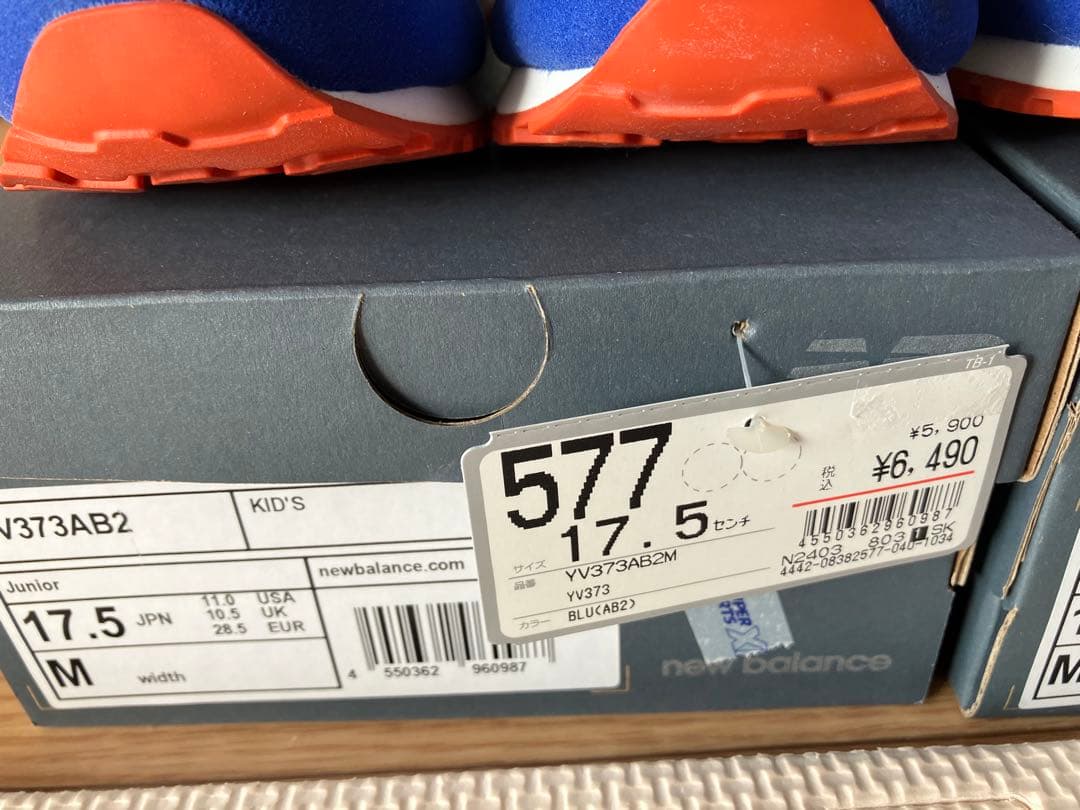 TB-1
577
17.5センチ
サイズ
¥5,900
税込
¥6,490
4550362960987
品番
YV373AB2M
YV373
カラー
BLU(AB2)
N2403 803 SK
4442-08382577-040-1034
V373AB2
KID'S
Junior
newbalance.com
17.5 JPN
11.0 USA
10.5 UK
28.5 EUR
M width
4 550362 960987
new balance
M